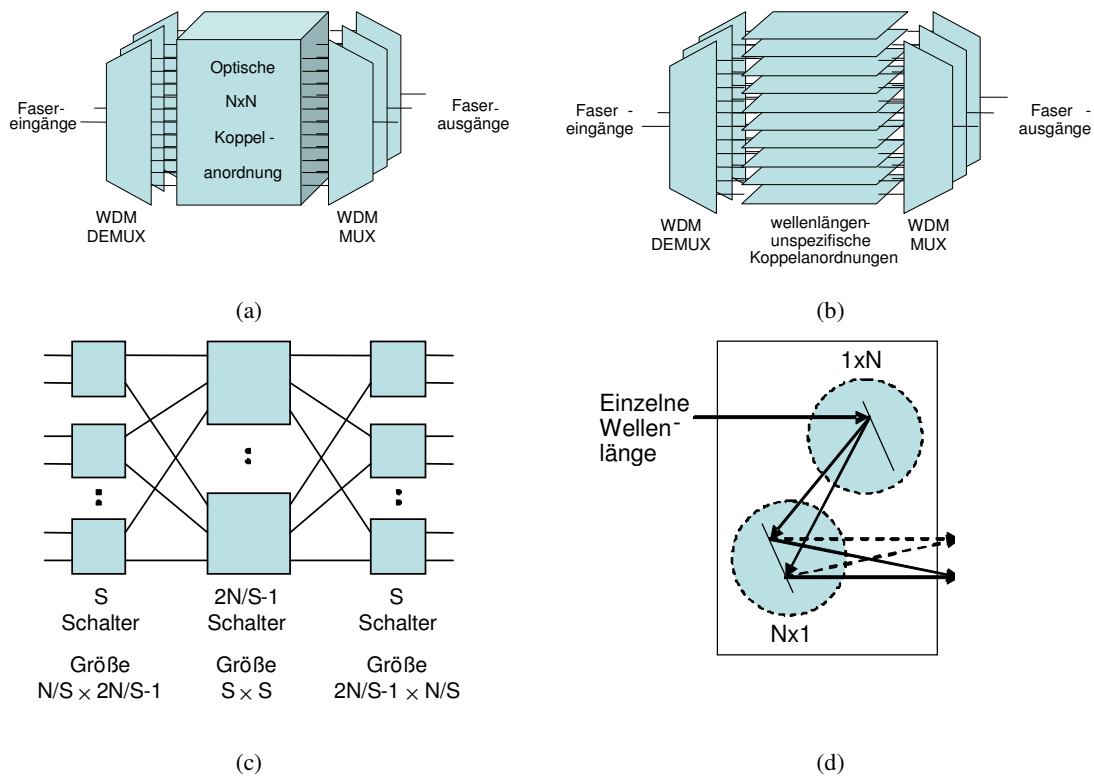 Optische
NxN
Koppel -
anordnung
Faser-
eingänge
Faser-
ausgänge
WDM
DEMUX
WDM
MUX
(a)
Faser -
eingänge
Faser -
ausgänge
WDM
DEMUX
wellenlängen-
unspezifische
Koppelanordnungen
WDM
MUX
(b)
S
Schalter
Größe
N/S × 2N/S-1
2N/S-1
Schalter
Größe
S × S
S
Schalter
Größe
2N/S-1 × N/S
(c)
1xN
Einzelne
Wellen-
länge
Nx1
(d)